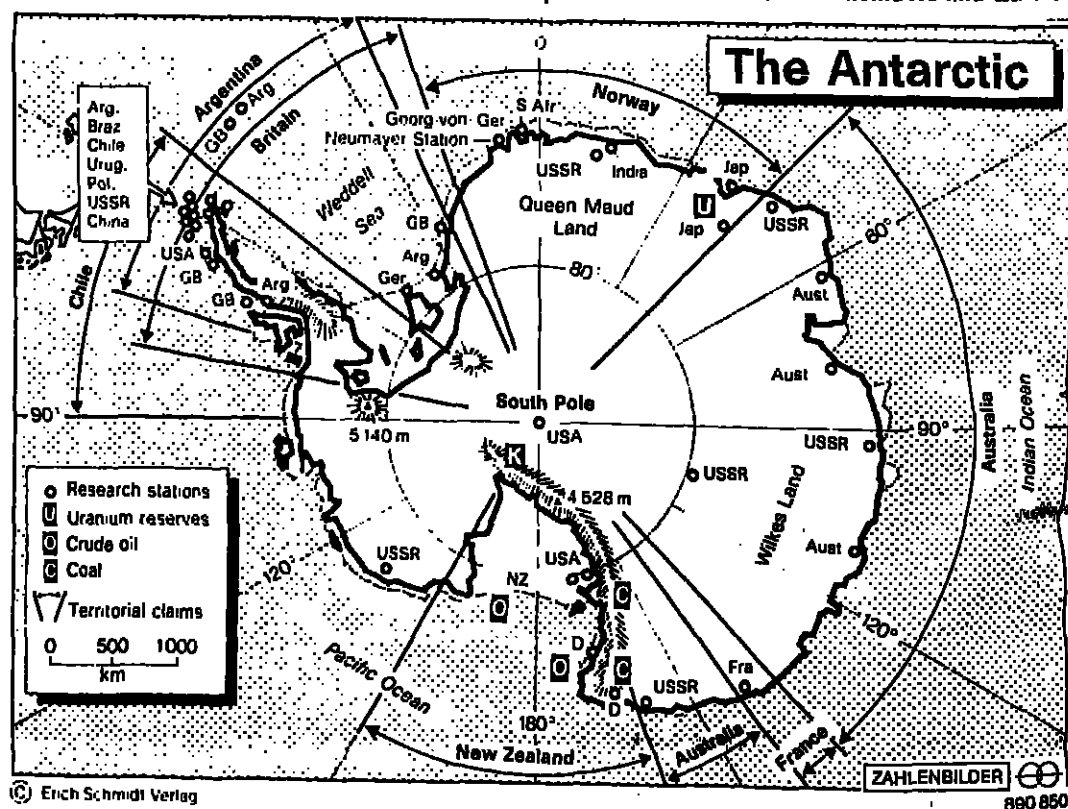 The Antarctic
0
Argentina
Arg
GB
Britain
Norway
S Afr
Georg-von-
Neumayer Station
Ger
USSR
India
Jap
U
Jap
USSR
Queen Maud
Land
Arg.
Braz
Chile
Urug.
Pol.
USSR
China
Weddell
Sea
GB
Arg
Ger
USA
GB
GB
Arg
Chile
80°
60°
Aust
Aust
90°
South Pole
USA
5 140 m
K
4 528 m
USSR
USSR
90°
Australia
Indian Ocean
Wilkes Land
Aust
120°
Research stations
U Uranium reserves
O Crude oil
C Coal
Territorial claims
0 500 1000
km
120°
USSR
NZ
O
USA
C
D
O
C
D
USSR
Fra
Pacific Ocean
180°
New Zealand
Australia
France
ZAHLENBILDER
890 850
© Erich Schmidt Verlag